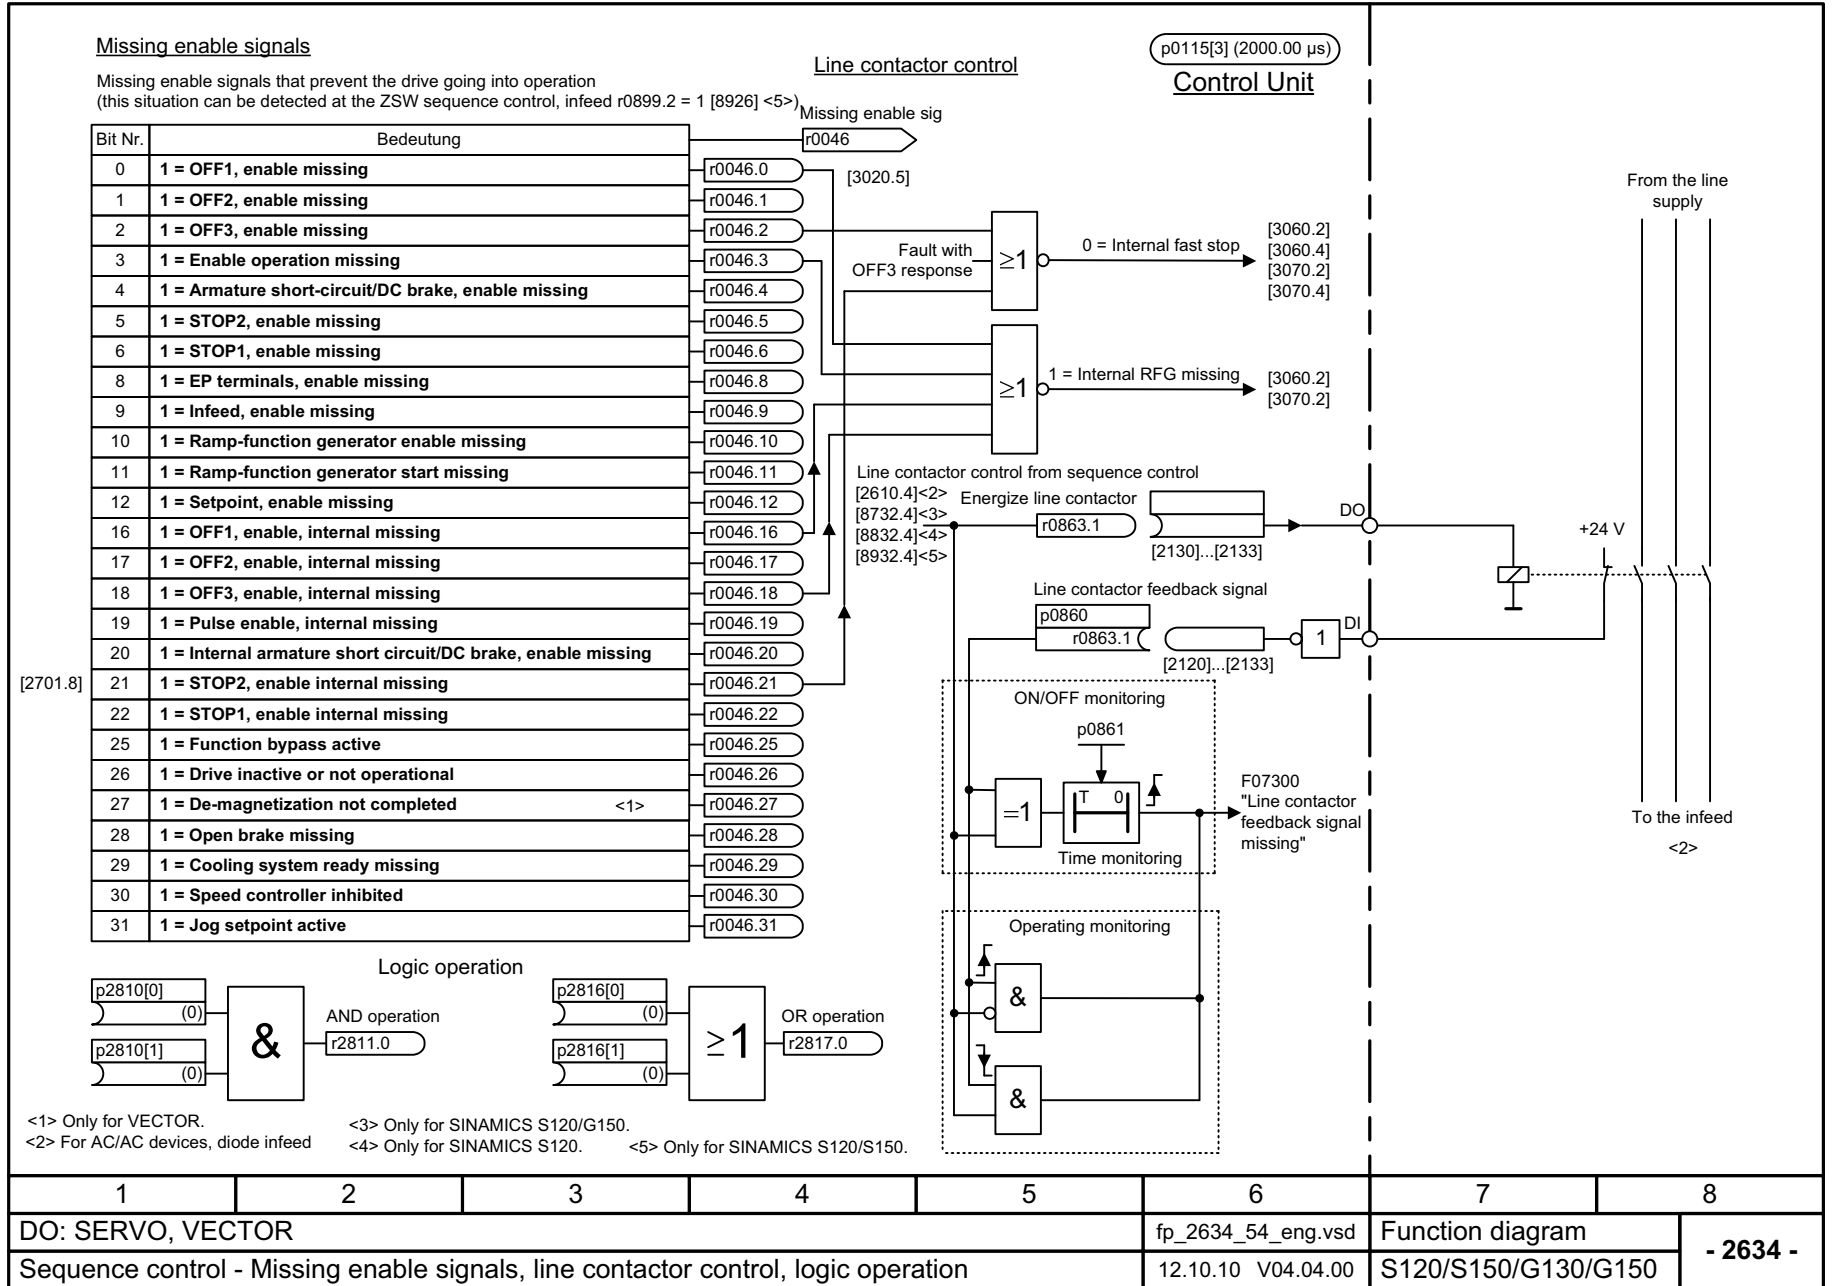 Missing enable signals
Missing enable signals that prevent the drive going into operation
(this situation can be detected at the ZSW sequence control, infeed r0899.2 = 1 [8926] <5>)
Line contactor control
p0115[3] (2000.00 µs)
Control Unit
Missing enable sig
r0046
Bit Nr. Bedeutung
0 1 = OFF1, enable missing r0046.0
1 1 = OFF2, enable missing r0046.1
2 1 = OFF3, enable missing r0046.2
3 1 = Enable operation missing r0046.3
4 1 = Armature short-circuit/DC brake, enable missing r0046.4
5 1 = STOP2, enable missing r0046.5
6 1 = STOP1, enable missing r0046.6
8 1 = EP terminals, enable missing r0046.8
9 1 = Infeed, enable missing r0046.9
10 1 = Ramp-function generator enable missing r0046.10
11 1 = Ramp-function generator start missing r0046.11
12 1 = Setpoint, enable missing r0046.12
16 1 = OFF1, enable, internal missing r0046.16
17 1 = OFF2, enable, internal missing r0046.17
18 1 = OFF3, enable, internal missing r0046.18
19 1 = Pulse enable, internal missing r0046.19
20 1 = Internal armature short circuit/DC brake, enable missing r0046.20
[2701.8] 21 1 = STOP2, enable internal missing r0046.21
22 1 = STOP1, enable internal missing r0046.22
25 1 = Function bypass active r0046.25
26 1 = Drive inactive or not operational r0046.26
27 1 = De-magnetization not completed <1> r0046.27
28 1 = Open brake missing r0046.28
29 1 = Cooling system ready missing r0046.29
30 1 = Speed controller inhibited r0046.30
31 1 = Jog setpoint active r0046.31
[3020.5]
Fault with
OFF3 response
≥1
0 = Internal fast stop
[3060.2]
[3060.4]
[3070.2]
[3070.4]
≥1
1 = Internal RFG missing
[3060.2]
[3070.2]
Line contactor control from sequence control
[2610.4]<2>
[8732.4]<3>
[8832.4]<4>
[8932.4]<5>
Energize line contactor
r0863.1
[2130]...[2133]
DO
Line contactor feedback signal
p0860
r0863.1
[2120]...[2133]
1
DI
ON/OFF monitoring
p0861
=1
T 0
Time monitoring
F07300
"Line contactor
feedback signal
missing"
Operating monitoring
&
&
From the line
supply
+24 V
To the infeed
<2>
Logic operation
p2810[0]
(0)
p2810[1]
(0)
&
AND operation
r2811.0
p2816[0]
(0)
p2816[1]
(0)
≥1
OR operation
r2817.0
<1> Only for VECTOR.
<2> For AC/AC devices, diode infeed
<3> Only for SINAMICS S120/G150.
<4> Only for SINAMICS S120.
<5> Only for SINAMICS S120/S150.
1 2 3 4 5 6 7 8
DO: SERVO, VECTOR
fp_2634_54_eng.vsd
Function diagram
- 2634 -
Sequence control - Missing enable signals, line contactor control, logic operation
12.10.10 V04.04.00
S120/S150/G130/G150